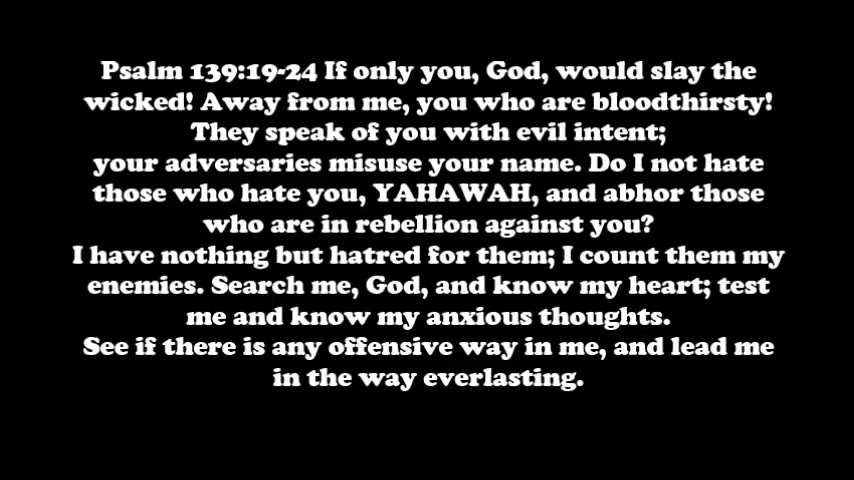 Psalm 139:19-24 If only you, God, would slay the
wicked! Away from me, you who are bloodthirsty!
They speak of you with evil intent;
your adversaries misuse your name. Do I not hate
those who hate you, YAHAWAH, and abhor those
who are in rebellion against you?
I have nothing but hatred for them; I count them my
enemies. Search me, God, and know my heart; test
me and know my anxious thoughts.
See if there is any offensive way in me, and lead me
in the way everlasting.